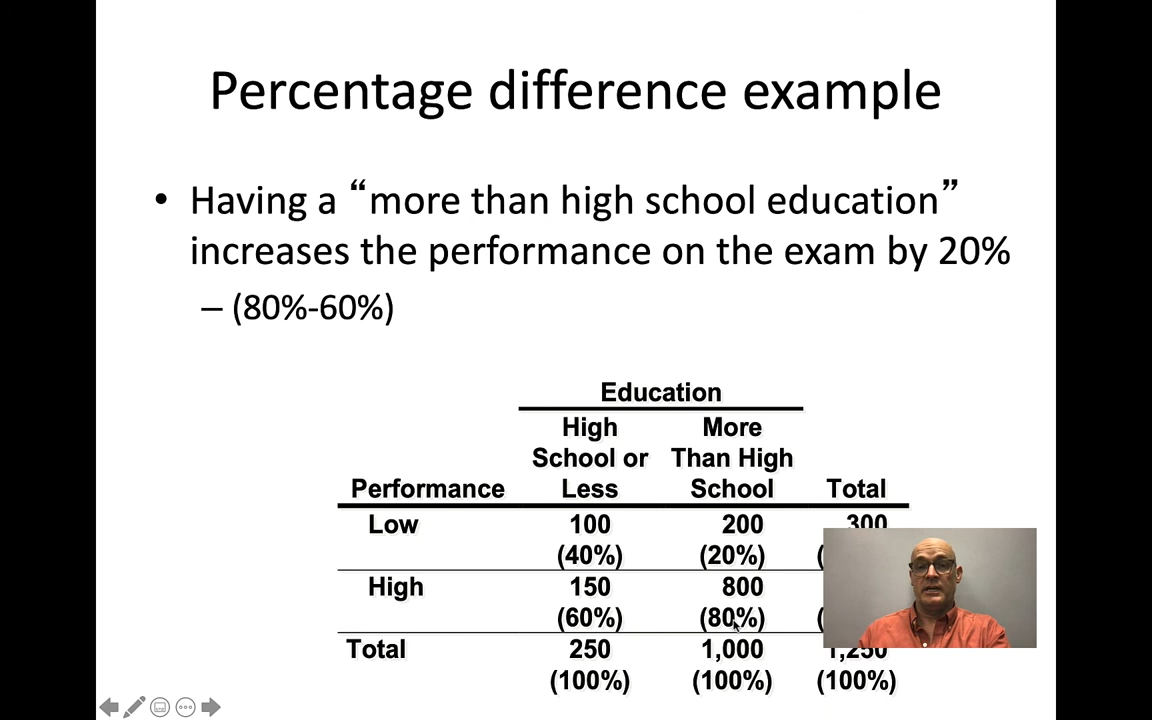 Percentage difference example
• Having a “more than high school education”
increases the performance on the exam by 20%
– (80%-60%)
Education
High More
School or Than High
Performance Less School Total
Low 100 200 300
(40%) (20%) (
High 150 800
(60%) (80%) (
Total 250 1,000 1,250
(100%) (100%) (100%)